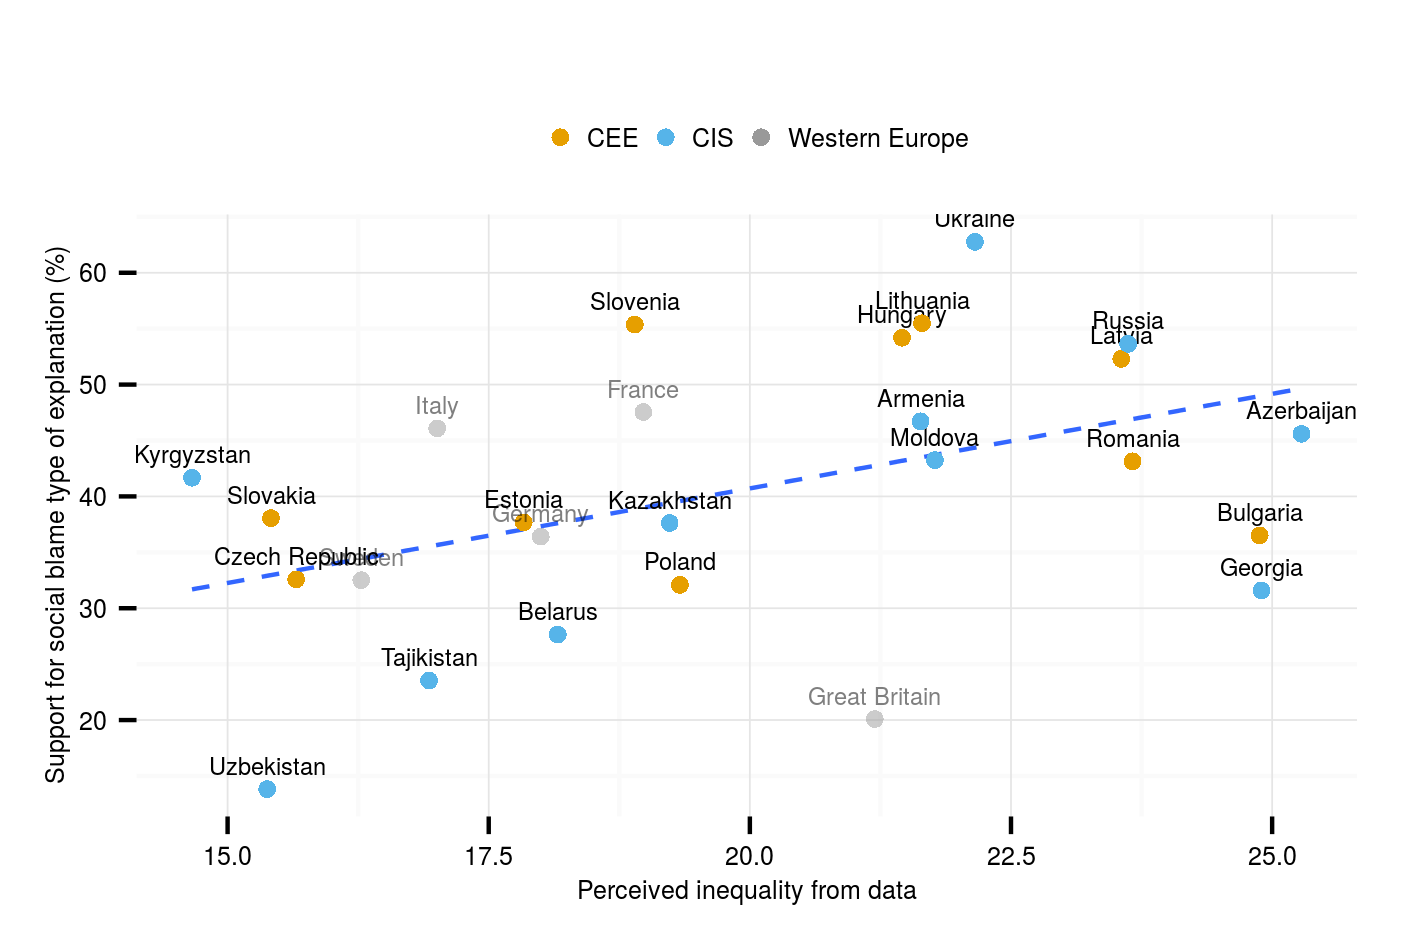 CEE CIS Western Europe
Ukraine
60
Lithuania
Slovenia
Hungary
Russia
Latvia
50
France
Italy
Armenia
Azerbaijan
Moldova
Romania
Kyrgyzstan
40
Slovakia
Estonia
Kazakhstan
Germany
Bulgaria
Czech Republic
Sweden
Poland
Georgia
30
Belarus
Tajikistan
Great Britain
20
Uzbekistan
Support for social blame type of explanation (%)
15.0 17.5 20.0 22.5 25.0
Perceived inequality from data